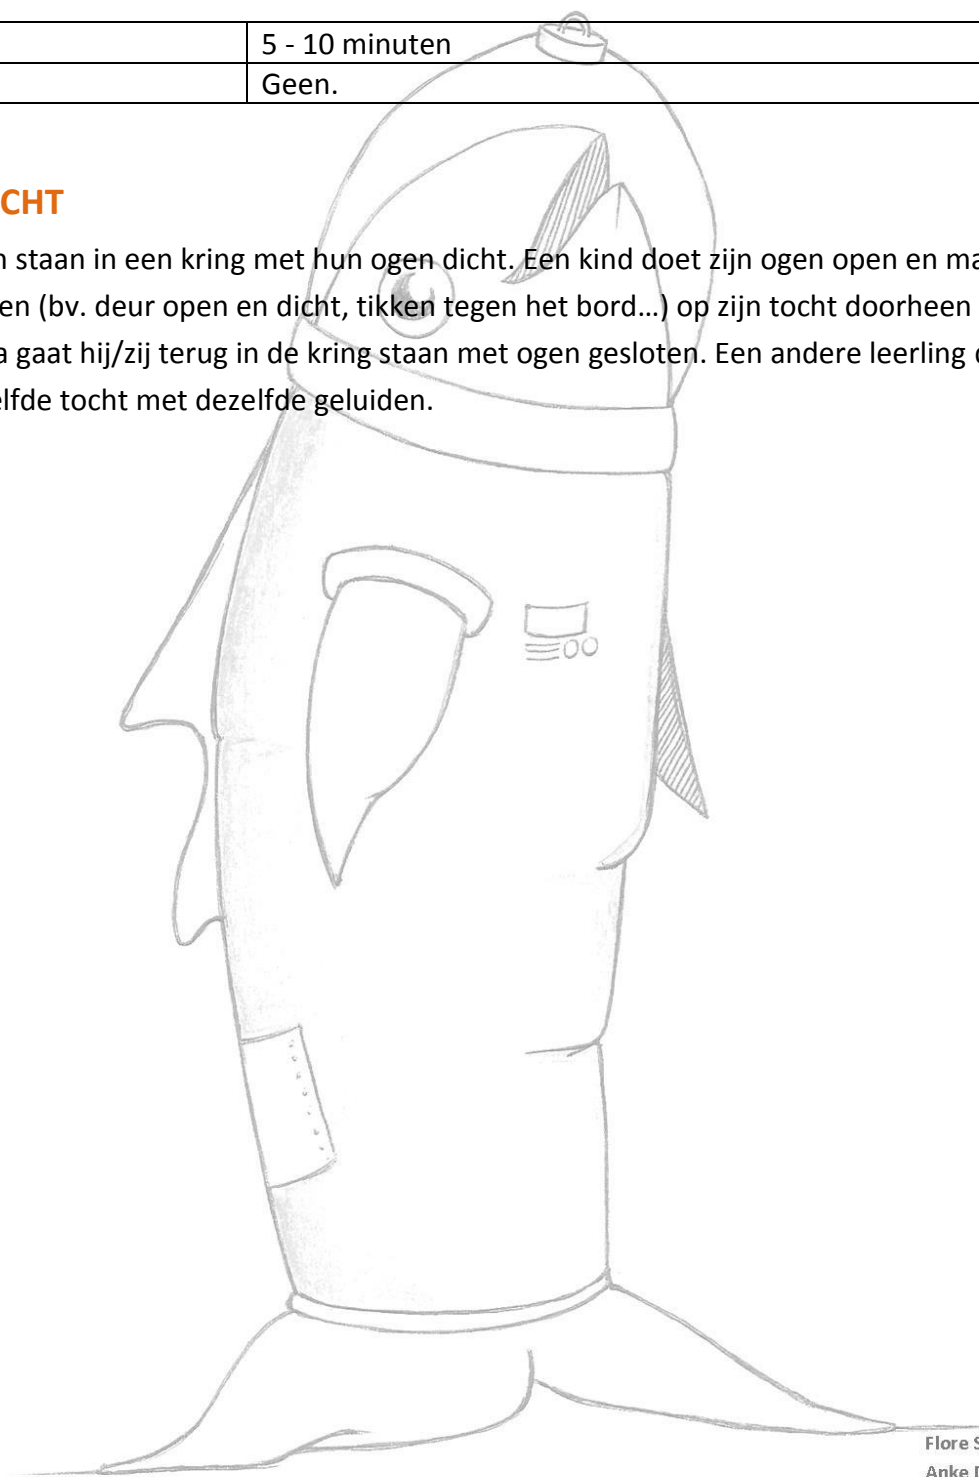 5 - 10 minuten
Geen.
CHT
staan in een kring met hun ogen dicht. Een kind doet zijn ogen open en
(bv. deur open en dicht, tikken tegen het bord...) op zijn tocht doorheen
gaat hij/zij terug in de kring staan met ogen gesloten. Een andere leerling
elfde tocht met dezelfde geluiden.
Flore
Anke